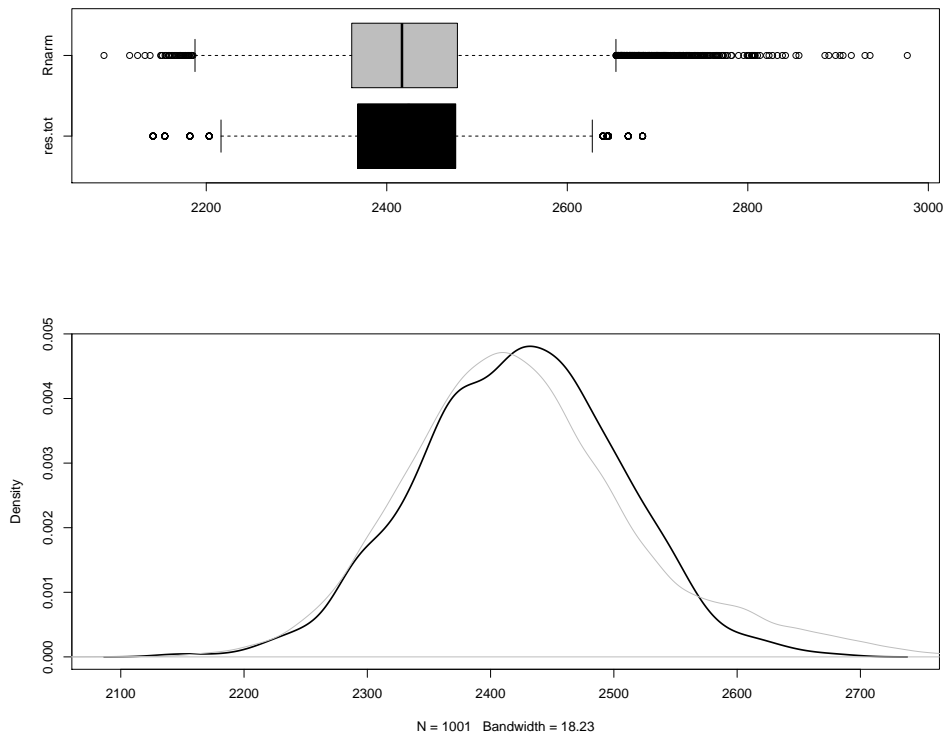 Rnarm
res.tot
2200 2400 2600 2800 3000
0.005
0.004
0.003
0.002
0.001
0.000
Density
2100 2200 2300 2400 2500 2600 2700
N = 1001 Bandwidth = 18.23